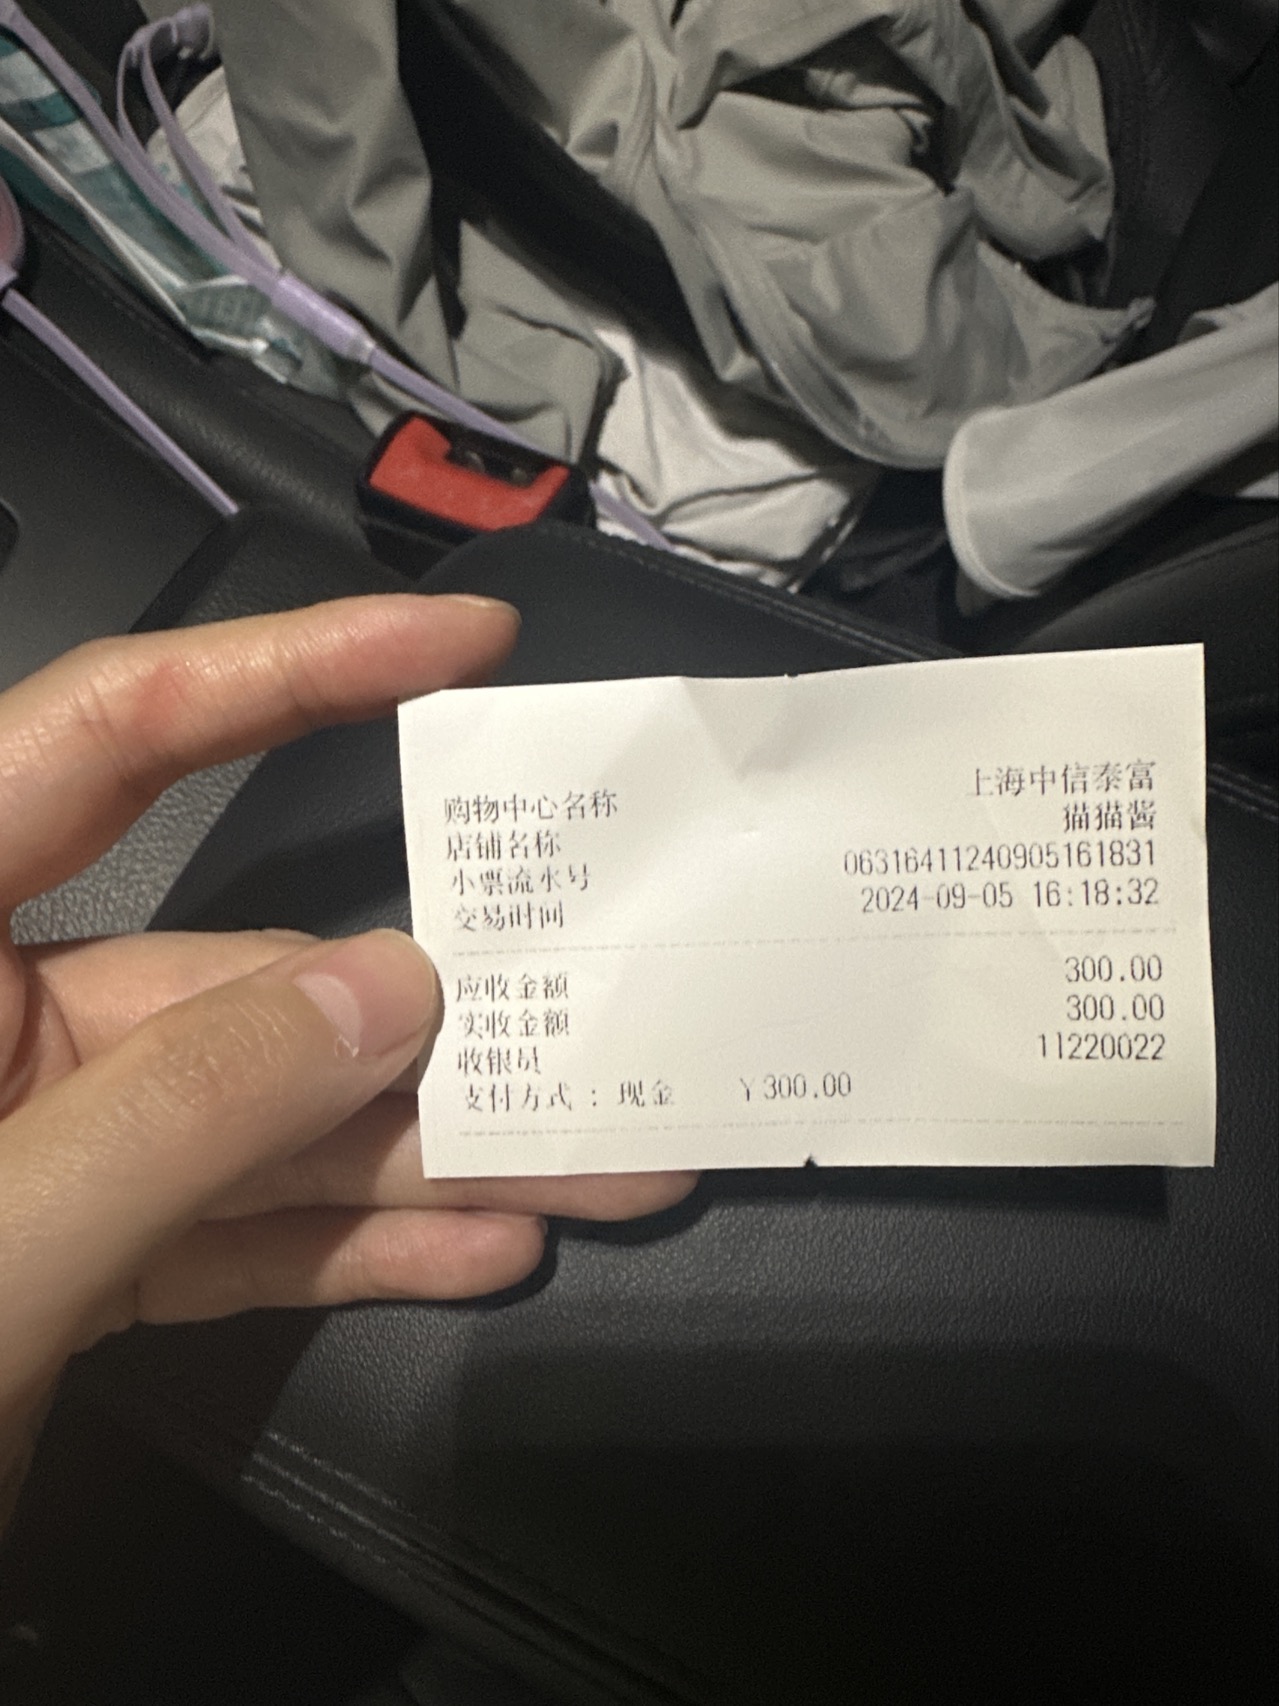 购物中心名称 上海中信泰富
店铺名称 猫猫酱
小票流水号 06316411240905161831
交易时间 2024-09-05 16:18:32
应收金额 300.00
实收金额 300.00
收银员 11220022
支付方式：现金 ￥300.00